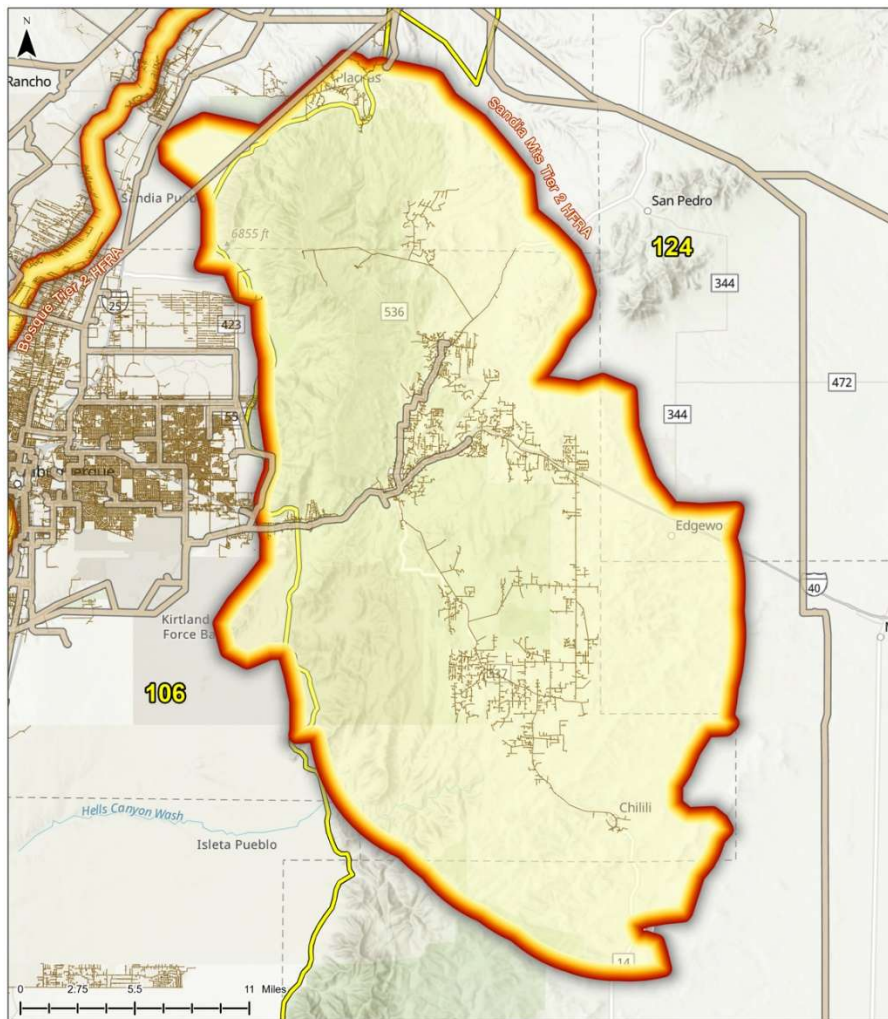 N
Rancho
Placitas
Sandia Mts Tier 2 HFRA
San Pedro
Sandia Pueb
6855 ft
124
Bosque Tier 2 HFRA
25
344
423
536
472
344
55
Edgewo
40
Kirtland
Force Ba
106
Chilili
Hells Canyon Wash
Isleta Pueblo
14
0 2.75 5.5 11 Miles